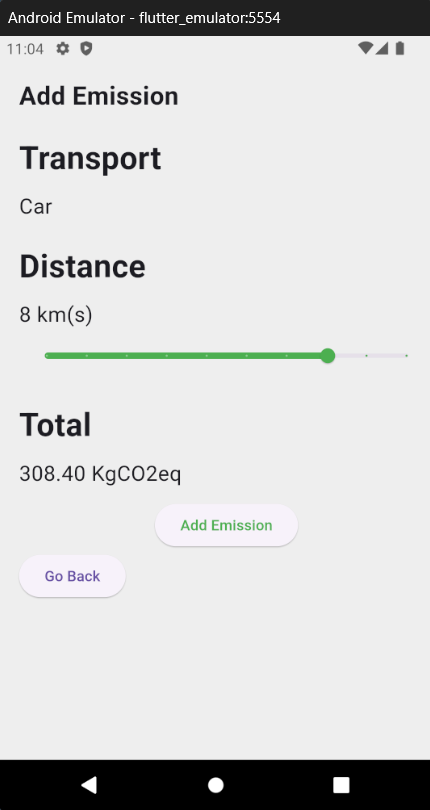 Android Emulator - flutter_emulator:5554
11:04
Add Emission
Transport
Car
Distance
8 km(s)
Total
308.40 KgCO2eq
Add Emission
Go Back